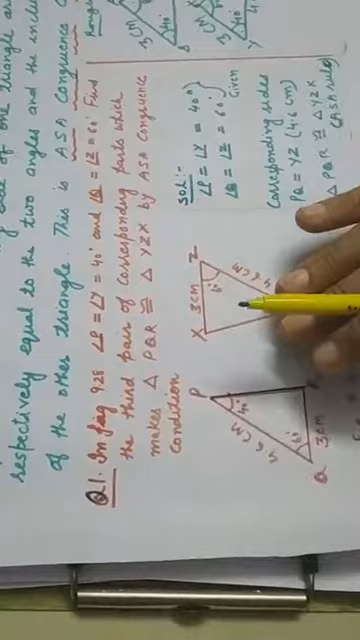 respectively equal to the two angles and the
of the other triangle. This is ASA Congruence
Q1. In fig 9.28 ∠P = ∠Y = 40° and ∠Q = ∠Z = 60° Find
the third pair of corresponding parts which
makes △ PQR ≅ △ YZX by ASA Congruence
Condition
Sol:-
∠P = ∠Y = 40° }
∠Q = ∠Z = 60° } Given
Corresponding sides
PQ = YZ (4.6 cm)
△ PQR ≅ △ YZX
(ASA rule)
X 3 cm Z
60°
4.6 cm
P
40°
4.6 cm
60°
Q 3 cm
3 cm
40°
40°
Y